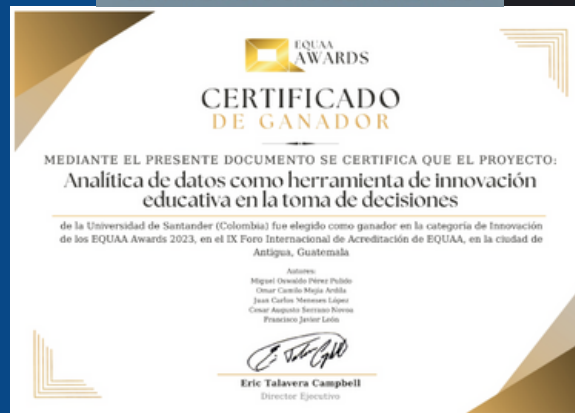 EQUAA
AWARDS
CERTIFICADO
DE GANADOR
MEDIANTE EL PRESENTE DOCUMENTO SE CERTIFICA QUE EL PROYECTO:
Analítica de datos como herramienta de innovación
educativa en la toma de decisiones
de la Universidad de Santander (Colombia) fue elegido como ganador en la categoría de Innovación
de los EQUAA Awards 2023, en el IX Foro Internacional de Acreditación de EQUAA, en la ciudad de
Antigua, Guatemala
Autores:
Miguel Oswaldo Pérez Pulido
Omar Camilo Mejía Ardila
Juan Carlos Meneses López
Cesar Augusto Serrano Novoa
Francisco Javier León
Eric Talavera Campbell
Director Ejecutivo